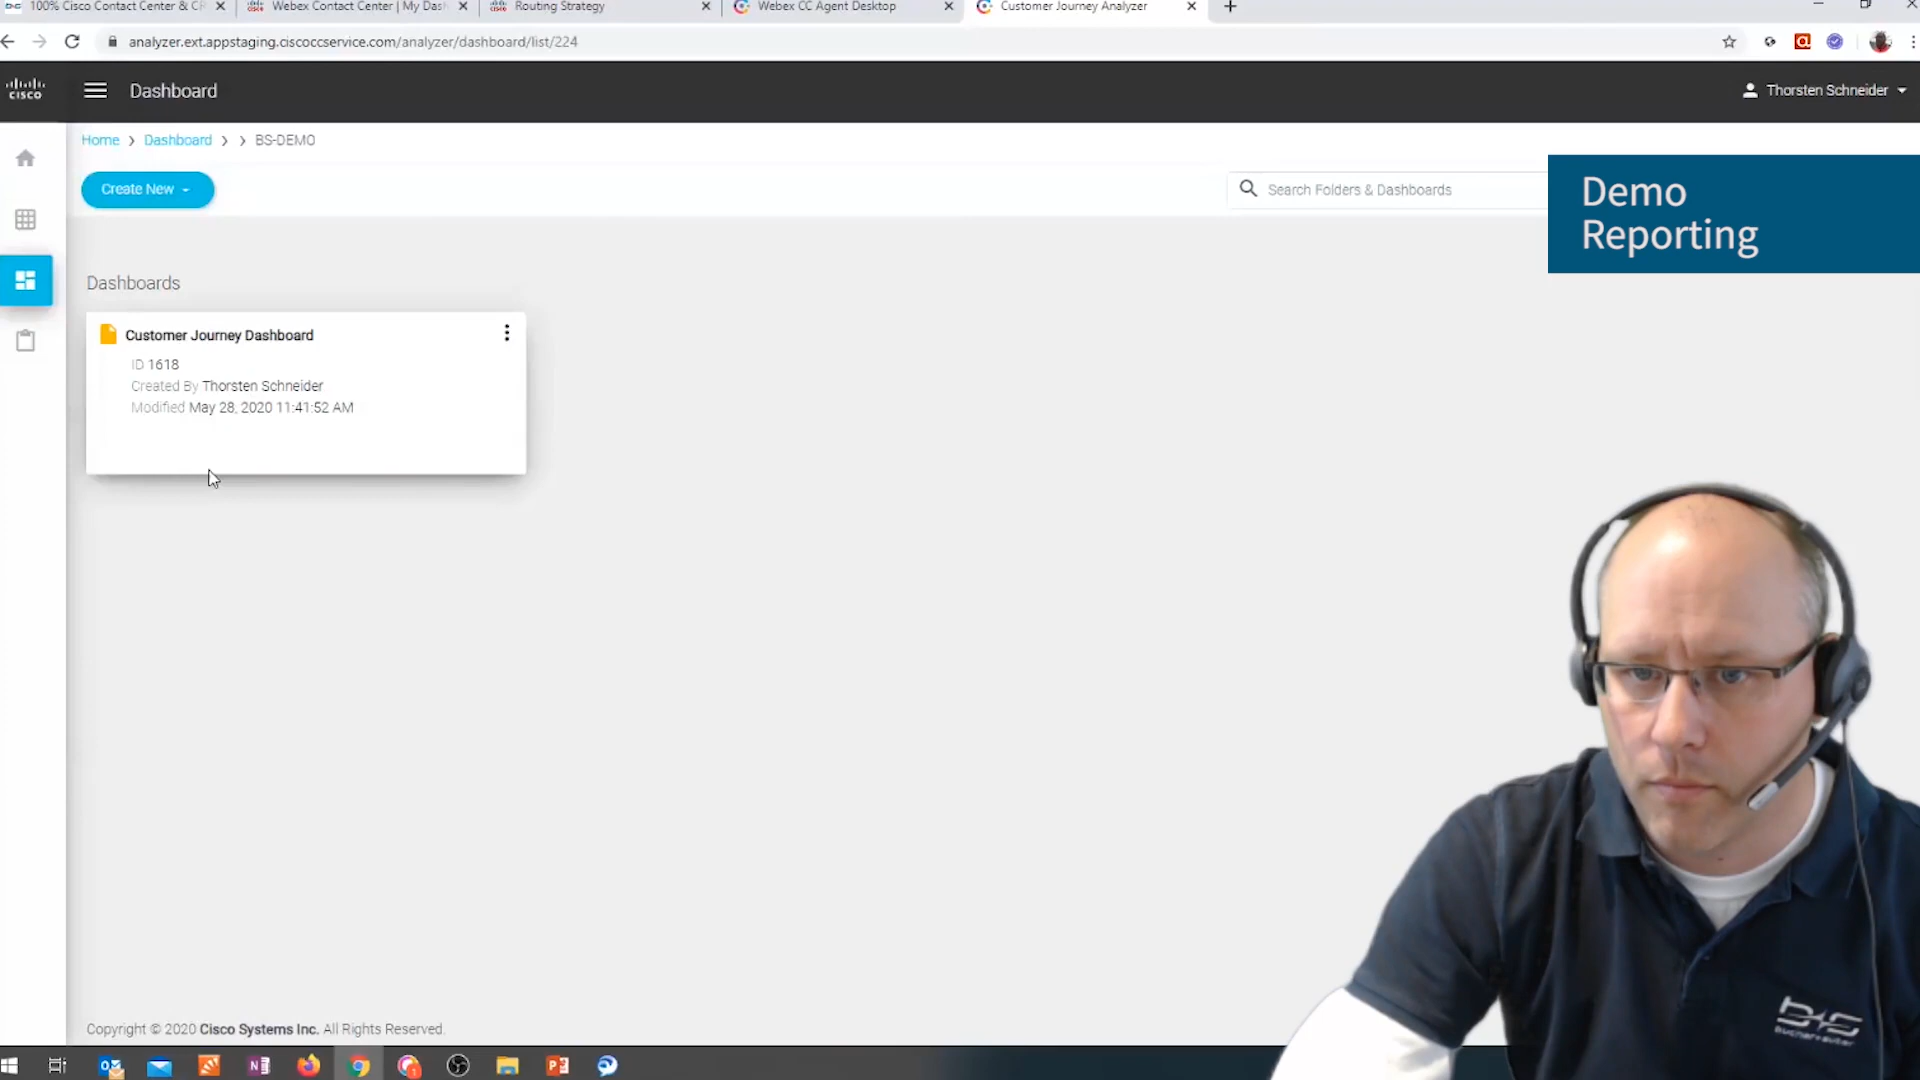 100% Cisco Contact Center & CR
Webex Contact Center | My Dash
Routing Strategy
Webex CC Agent Desktop
Customer Journey Analyzer
analyzer.ext.appstaging.ciscoccservice.com/analyzer/dashboard/list/224
CISCO
Dashboard
Thorsten Schneider
Home > Dashboard > > BS-DEMO
Create New
Search Folders & Dashboards
Demo
Reporting
Dashboards
Customer Journey Dashboard
ID 1618
Created By Thorsten Schneider
Modified May 28, 2020 11:41:52 AM
Copyright © 2020 Cisco Systems Inc. All Rights Reserved.